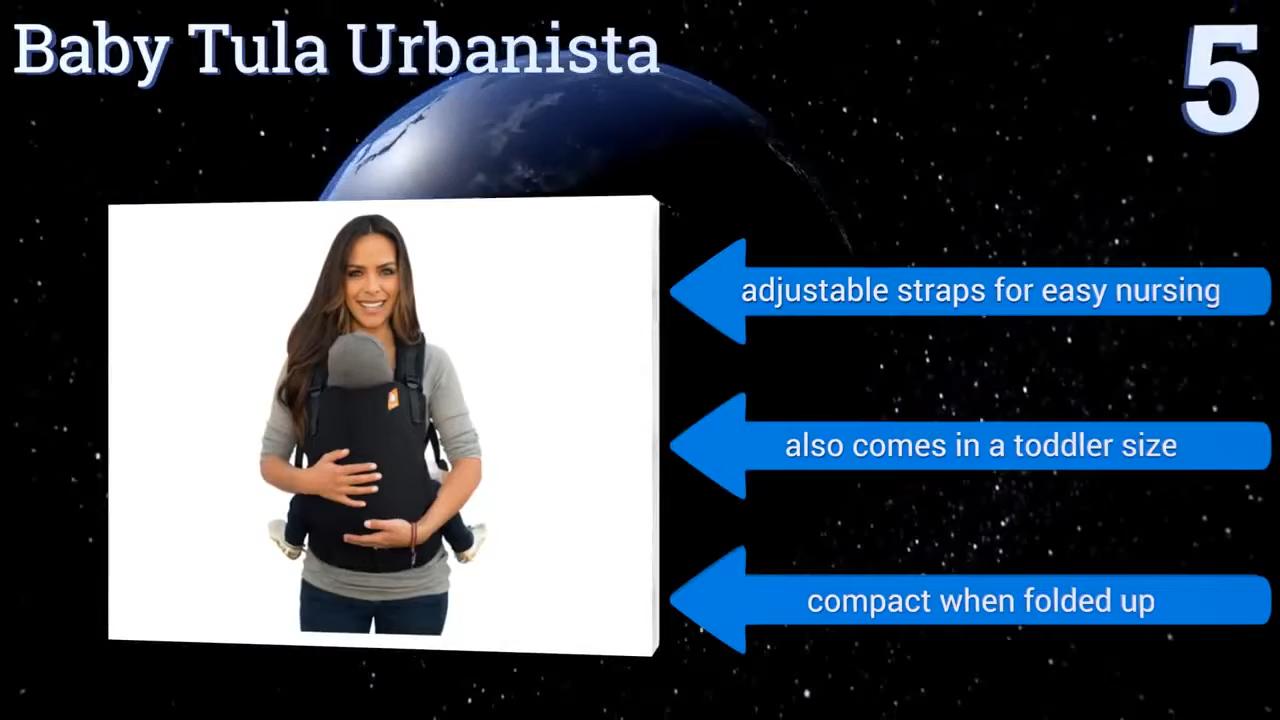 Baby Tula Urbanista
5
adjustable straps for easy nursing
also comes in a toddler size
compact when folded up